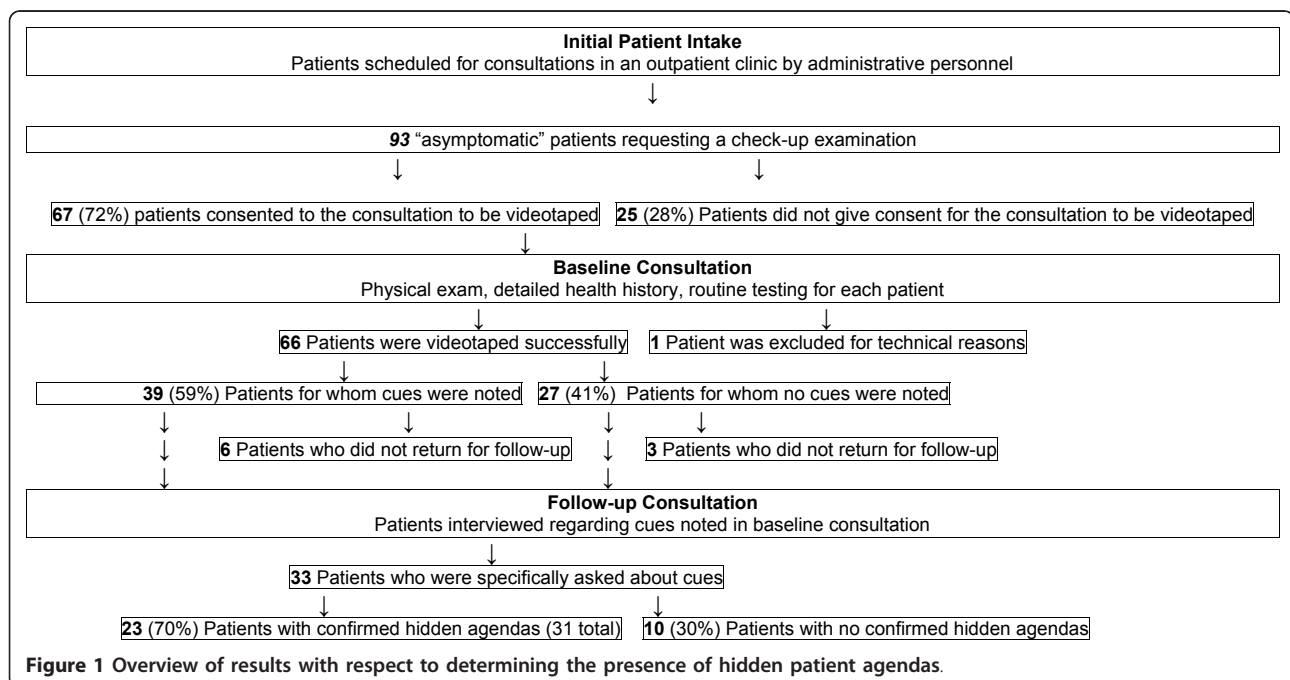 Initial Patient Intake
Patients scheduled for consultations in an outpatient clinic by administrative personnel
↓
93 “asymptomatic” patients requesting a check-up examination
↓ ↓
67 (72%) patients consented to the consultation to be videotaped 25 (28%) Patients did not give consent for the consultation to be videotaped
↓
Baseline Consultation
Physical exam, detailed health history, routine testing for each patient
↓ ↓
66 Patients were videotaped successfully 1 Patient was excluded for technical reasons
↓ ↓
39 (59%) Patients for whom cues were noted 27 (41%) Patients for whom no cues were noted
↓ ↓ ↓ ↓
↓ 6 Patients who did not return for follow-up ↓ 3 Patients who did not return for follow-up
↓ ↓
Follow-up Consultation
Patients interviewed regarding cues noted in baseline consultation
↓
33 Patients who were specifically asked about cues
↓ ↓
23 (70%) Patients with confirmed hidden agendas (31 total) 10 (30%) Patients with no confirmed hidden agendas
Figure 1 Overview of results with respect to determining the presence of hidden patient agendas.